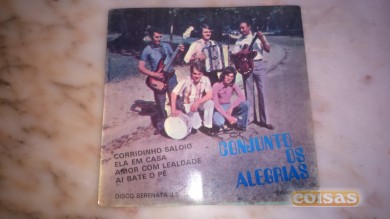 CORRIDINHO SALOIO
ELA EM CASA
AMOR COM LEALDADE
AI BATE O PÉ
CONJUNTO
OS
ALEGRIAS
DISCO SERENATA
coisas